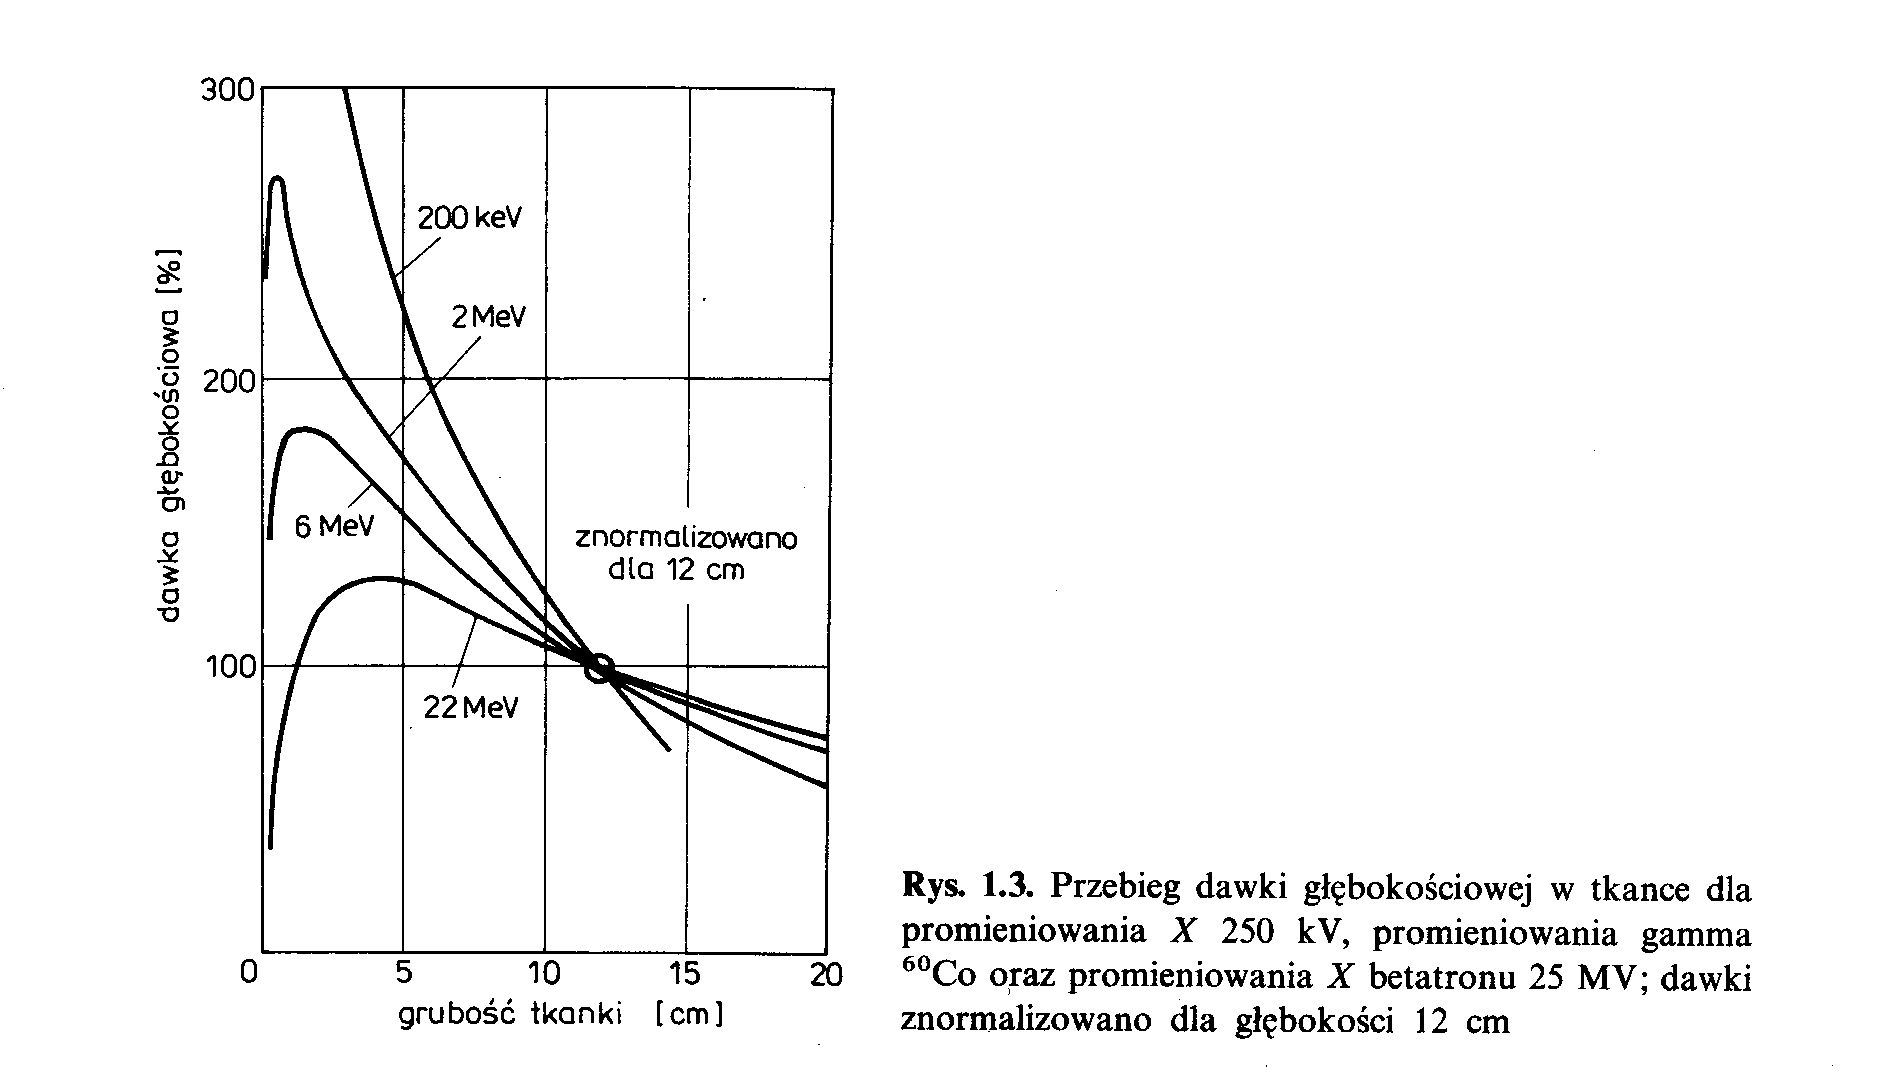 300
200 keV
2 MeV
200
6 MeV
znormalizowano
dla 12 cm
100
22 MeV
0 5 10 15 20
grubość tkanki [cm]
dawka głębokościowa [%]
Rys. 1.3. Przebieg dawki głębokościowej w tkance dla
promieniowania X 250 kV, promieniowania gamma
⁶⁰Co oraz promieniowania X betatronu 25 MV; dawki
znormalizowano dla głębokości 12 cm